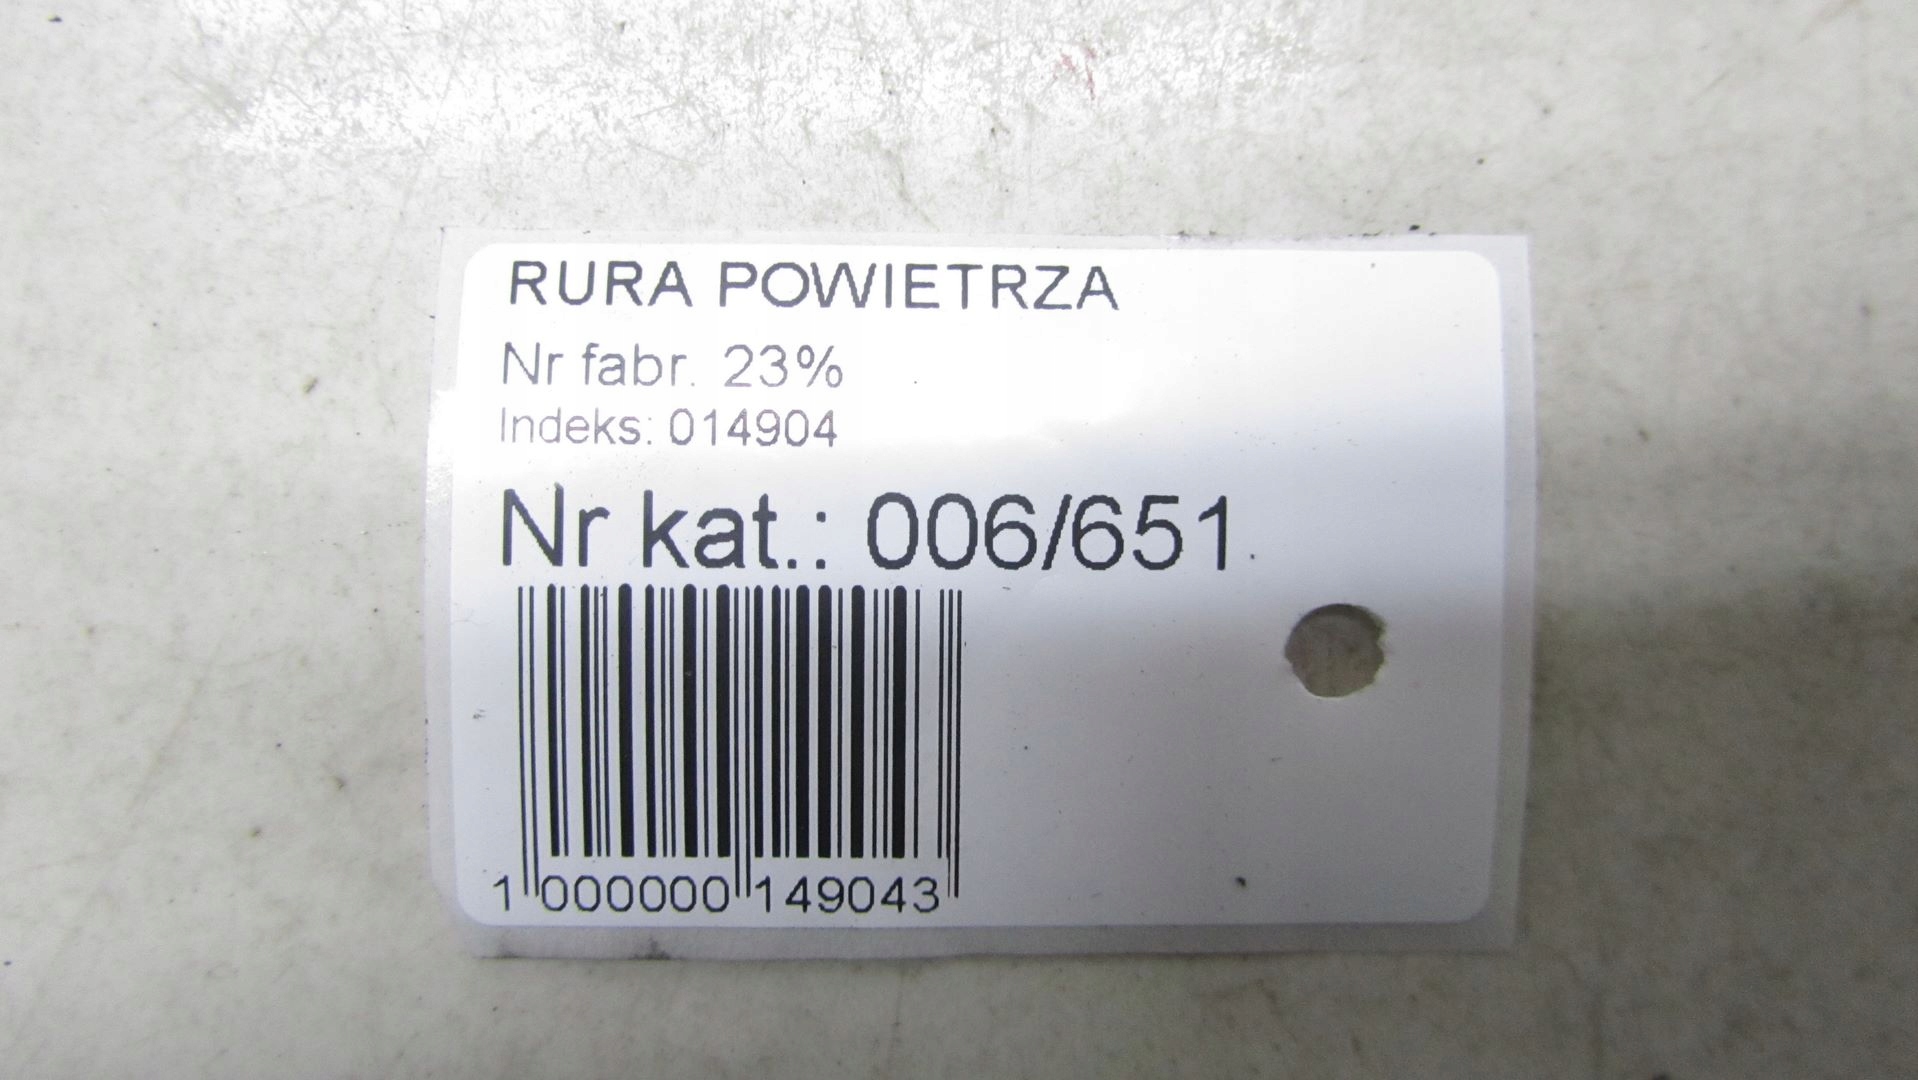 RURA POWIETRZA
Nr fabr. 23%
Indeks: 014904
Nr kat.: 006/651
1 000000 149043